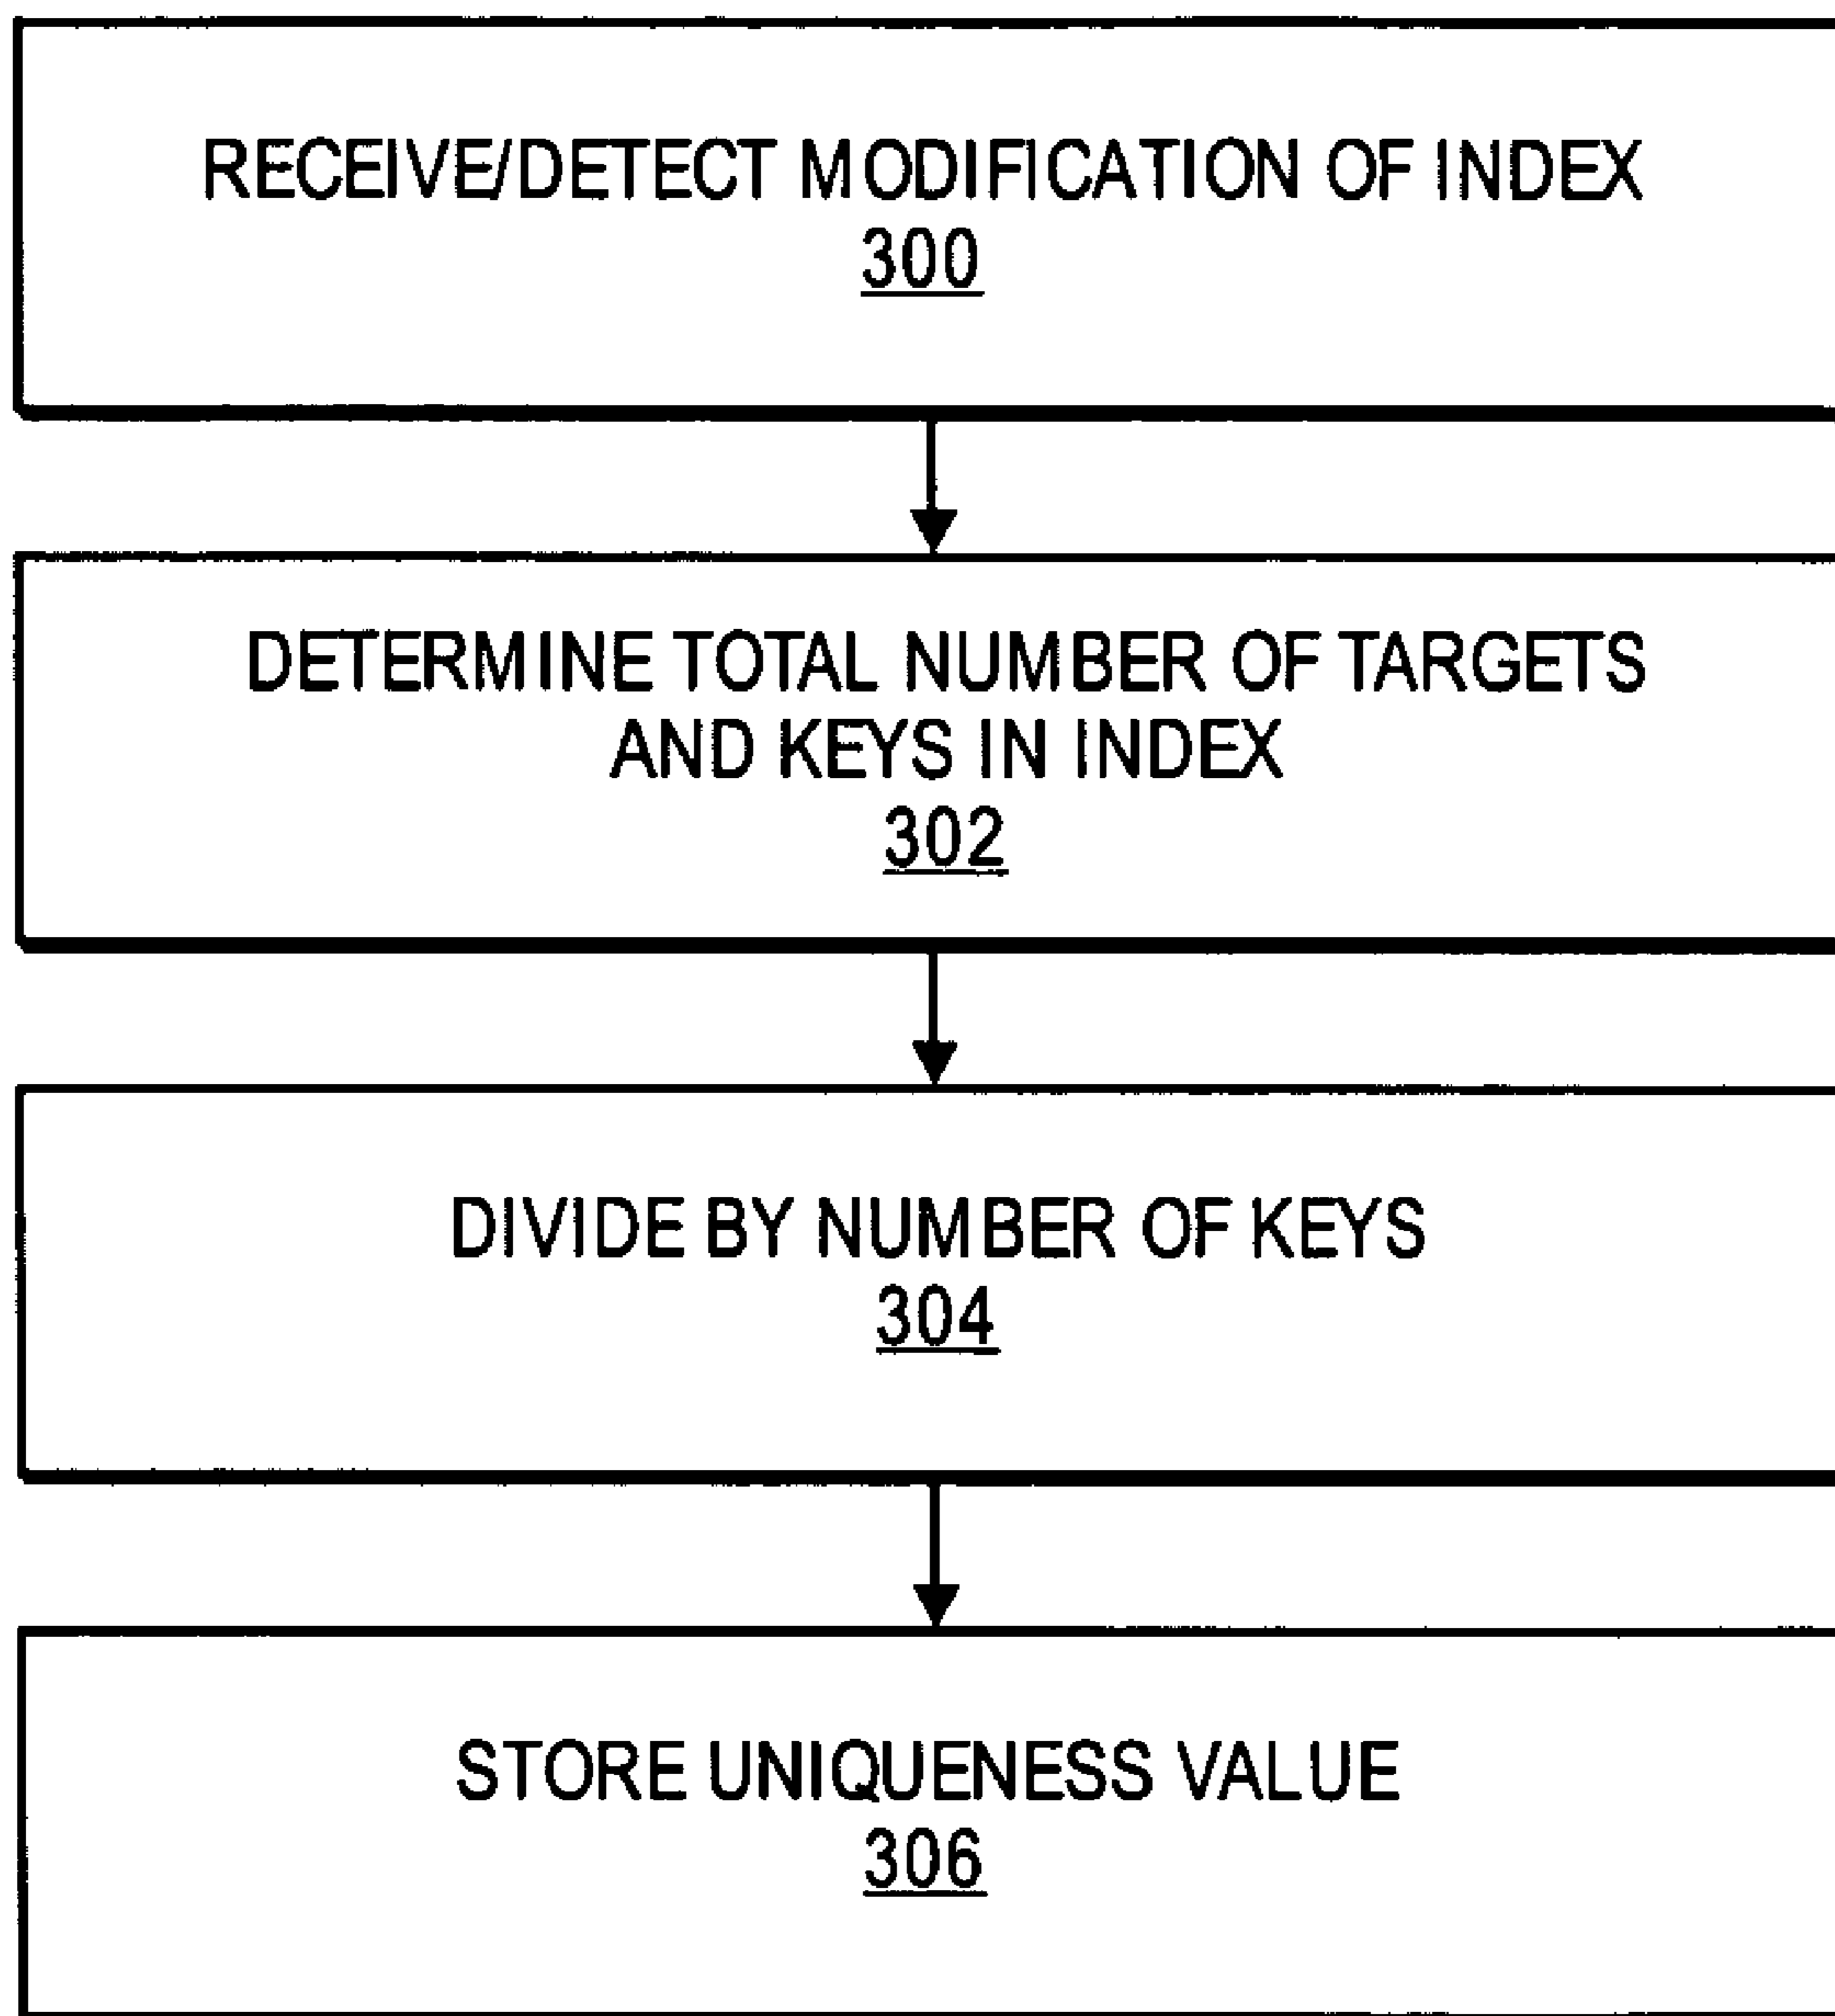 RECEIVE/DETECT MODIFICATION OF INDEX
300
DETERMINE TOTAL NUMBER OF TARGETS
AND KEYS IN INDEX
302
DIVIDE BY NUMBER OF KEYS
304
STORE UNIQUENESS VALUE
306